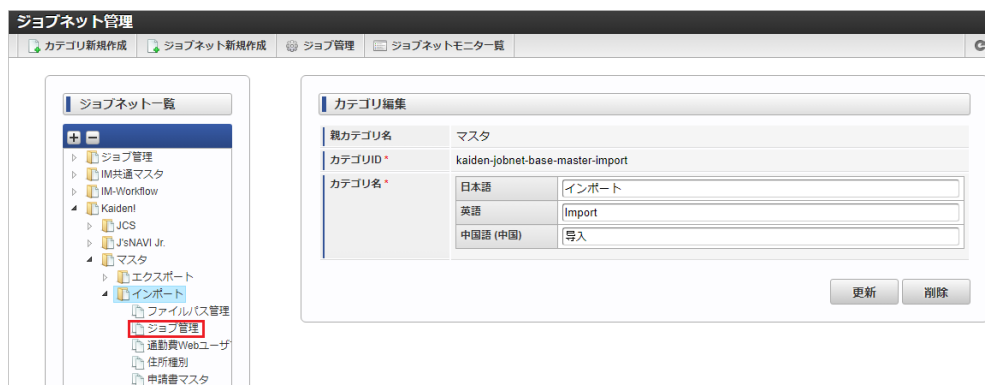 ジョブネット管理
カテゴリ新規作成 ジョブネット新規作成 ジョブ管理 ジョブネットモニター覧
ジョブネット一覧
ジョブ管理
IM共通マスタ
IM-Workflow
Kaiden!
JCS
J'sNAVI Jr.
マスタ
エクスポート
インポート
ファイルパス管理
ジョブ管理
通勤費Webユーザ
住所種別
申請書マスタ
カテゴリ編集
親カテゴリ名 マスタ
カテゴリID * kaiden-jobnet-base-master-import
カテゴリ名 *
日本語 インポート
英語 Import
中国語 (中国) 导入
更新 削除